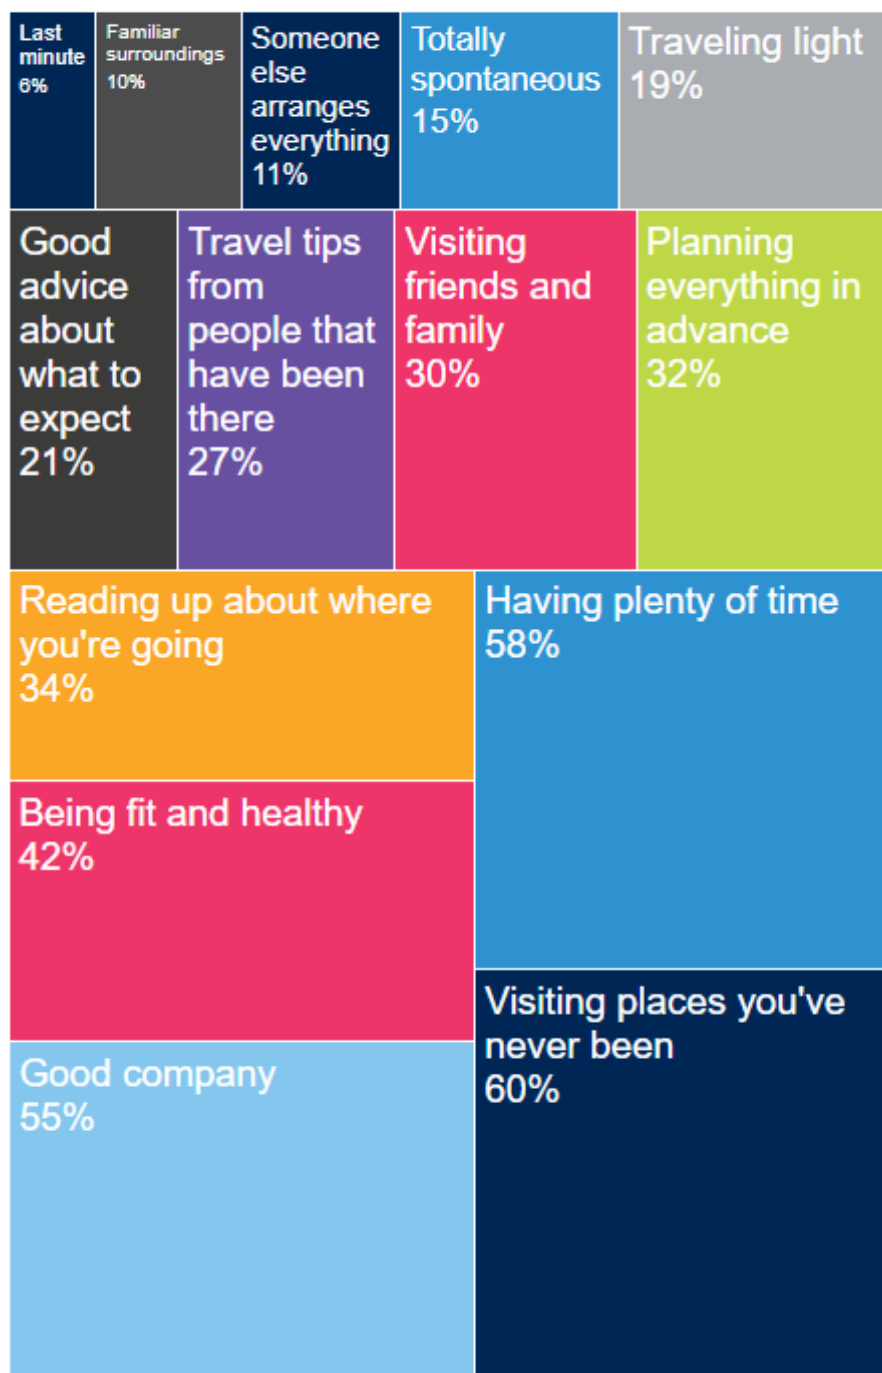 Last
minute
6%
Familiar
surroundings
10%
Someone
else
arranges
everything
11%
Totally
spontaneous
15%
Traveling light
19%
Good
advice
about
what to
expect
21%
Travel tips
from
people that
have been
there
27%
Visiting
friends and
family
30%
Planning
everything in
advance
32%
Reading up about where
you're going
34%
Having plenty of time
58%
Being fit and healthy
42%
Visiting places you've
never been
60%
Good company
55%